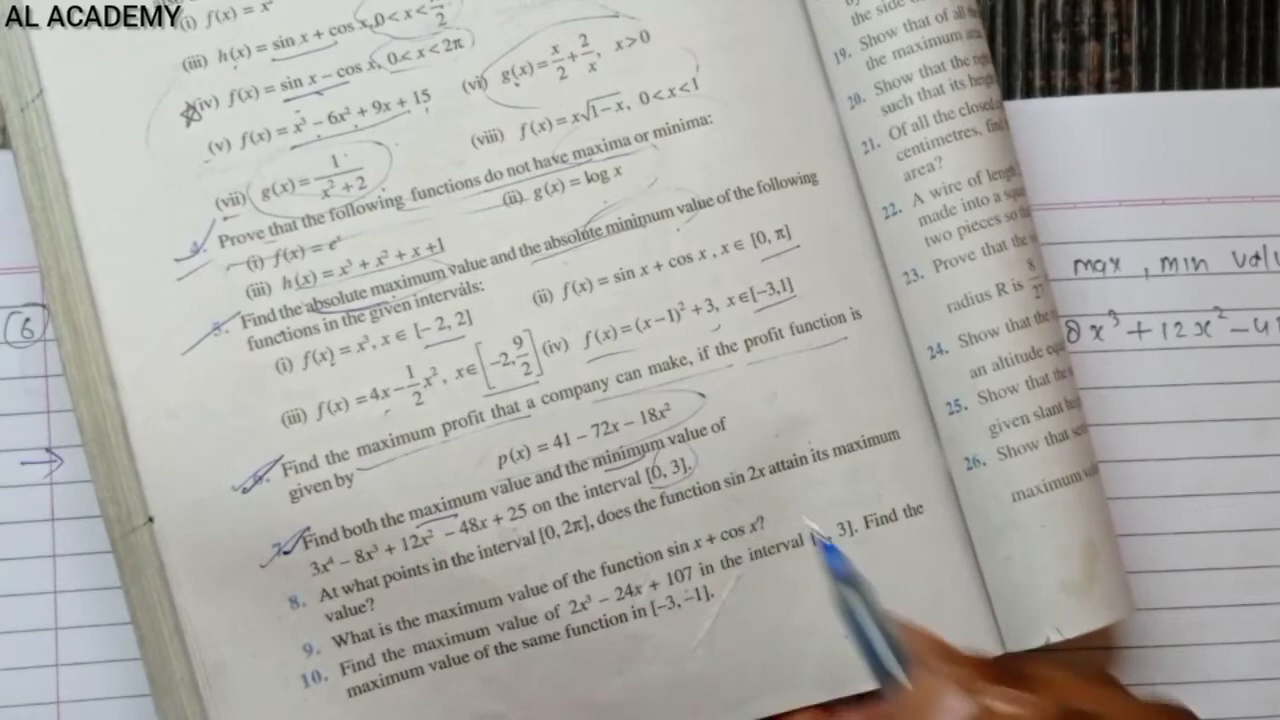 AL ACADEMY
(i) f(x) = x²
(iii) h(x) = sin x + cos x, 0 < x < π/2
(iv) f(x) = sin x − cos x, 0 < x < 2π
(v) f(x) = x³ − 6x² + 9x + 15
(vi) g(x) = x/2 + 2/x, x > 0
(vii) g(x) = 1/(x² + 2)
(viii) f(x) = x√1−x, 0 < x < 1
Prove that the following functions do not have maxima or minima:
(i) f(x) = eˣ
(ii) g(x) = log x
(iii) h(x) = x³ + x² + x + 1
5. Find the absolute maximum value and the absolute minimum value of the following
functions in the given intervals:
(i) f(x) = x³, x ∈ [− 2, 2]
(ii) f(x) = sin x + cos x , x ∈ [0, π]
(iii) f(x) = 4x − 1/2 x², x ∈ [−2, 9/2]
(iv) f(x) = (x−1)² + 3, x ∈ [−3,1]
6. Find the maximum profit that a company can make, if the profit function is
given by
p(x) = 41 − 72x − 18x²
7. Find both the maximum value and the minimum value of
3x⁴ − 8x³ + 12x² − 48x + 25 on the interval [0, 3].
8. At what points in the interval [0, 2π], does the function sin 2x attain its maximum
value?
9. What is the maximum value of the function sin x + cos x?
10. Find the maximum value of 2x³ − 24x + 107 in the interval 3]. Find the
maximum value of the same function in [−3, −1].
the side
19. Show that of all
the maximum
20. Show that the
such that its
21. Of all the closed
centimetres,
area?
22. A wire of length
made into a
two pieces
23. Prove that the
radius R is 8/27
24. Show that the
an altitude
25. Show that the
given slant
26. Show that
maximum
6
→
max , min
8x³ + 12x² − 4